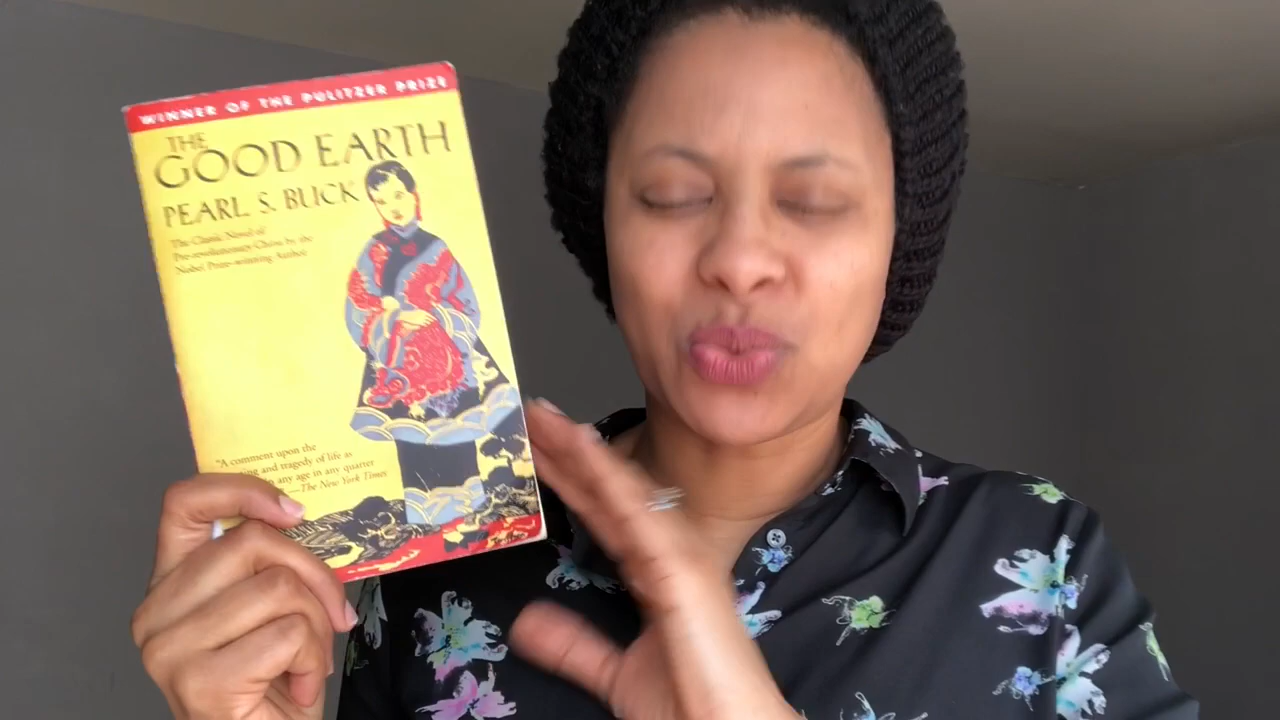 WINNER OF THE PULITZER PRIZE
THE
GOOD EARTH
PEARL S. BUCK
The Classic Novel of
Pre-revolutionary China by the
Nobel Prize-winning Author
"A comment upon the
and tragedy of life as
in any age in any quarter
—The New York Times